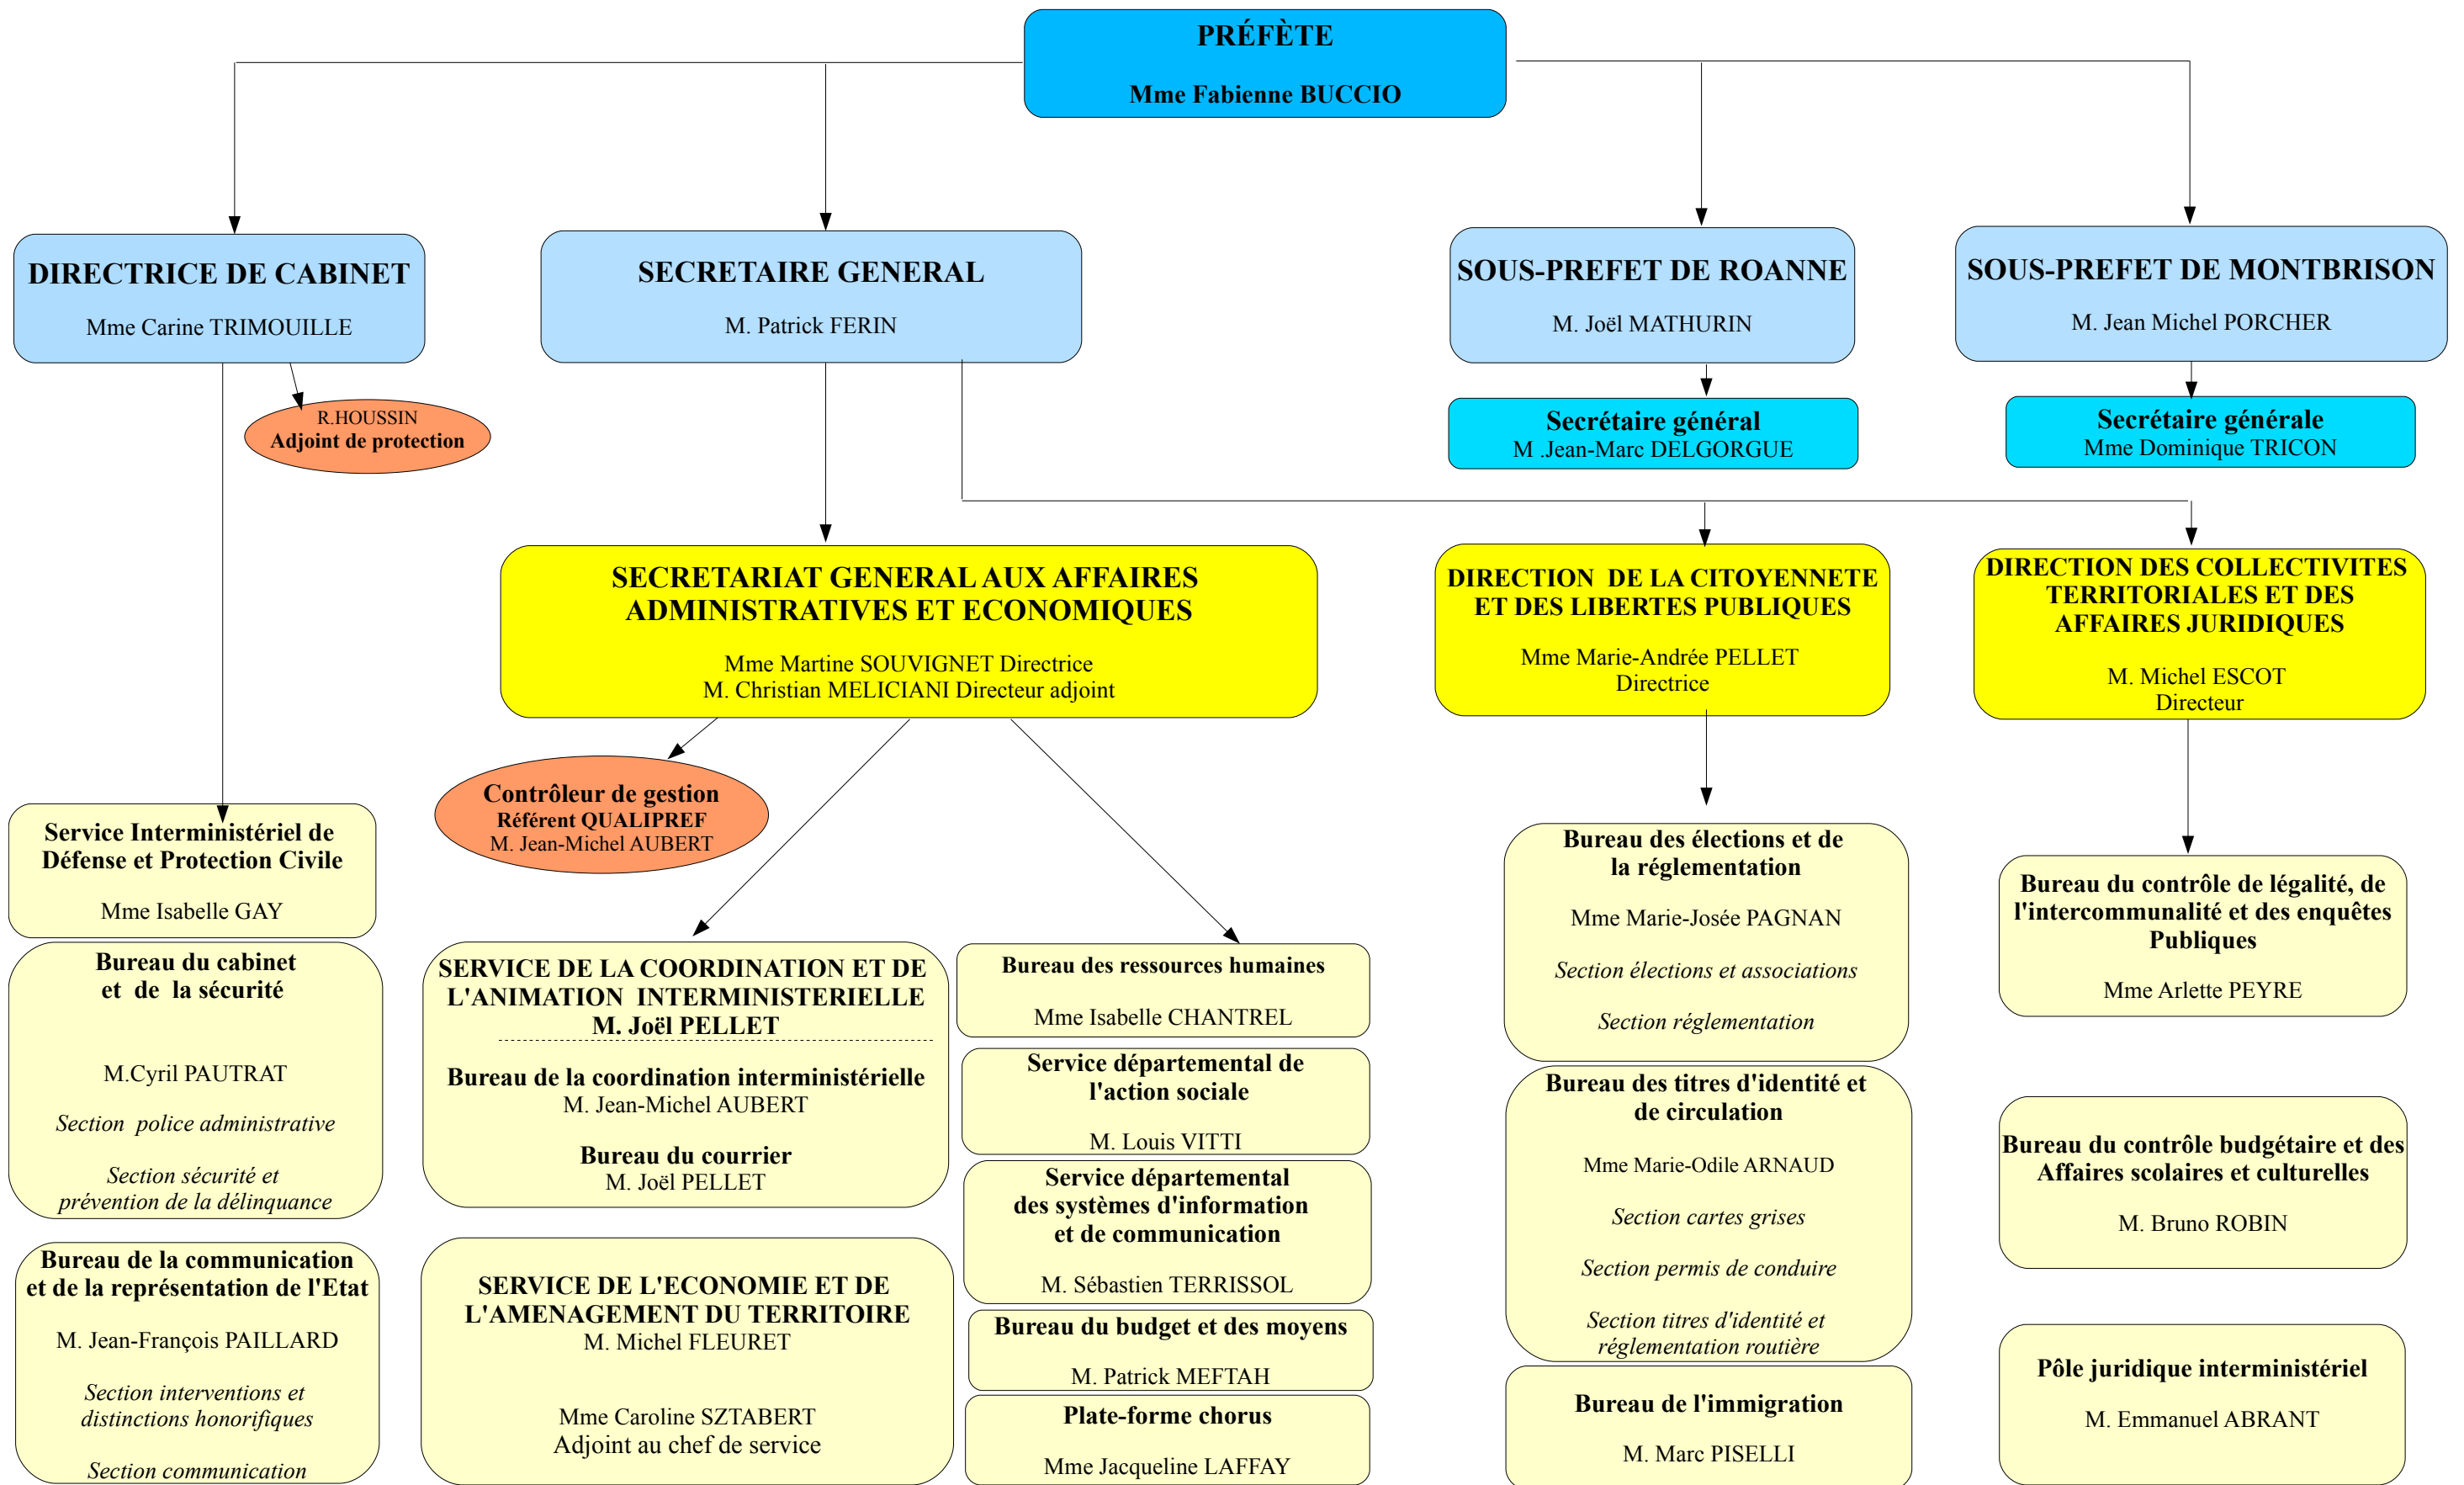 PRÉFÈTE
Mme Fabienne BUCCIO
DIRECTRICE DE CABINET
Mme Carine TRIMOUILLE
SECRETAIRE GENERAL
M. Patrick FERIN
SOUS-PREFET DE ROANNE
M. Joël MATHURIN
SOUS-PREFET DE MONTBRISON
M. Jean Michel PORCHER
R.HOUSSIN
Adjoint de protection
Secrétaire général
M .Jean-Marc DELGORGUE
Secrétaire générale
Mme Dominique TRICON
SECRETARIAT GENERAL AUX AFFAIRES
ADMINISTRATIVES ET ECONOMIQUES
Mme Martine SOUVIGNET Directrice
M. Christian MELICIANI Directeur adjoint
DIRECTION DE LA CITOYENNETE
ET DES LIBERTES PUBLIQUES
Mme Marie-Andrée PELLET
Directrice
DIRECTION DES COLLECTIVITES
TERRITORIALES ET DES
AFFAIRES JURIDIQUES
M. Michel ESCOT
Directeur
Contrôleur de gestion
Référent QUALIPREF
M. Jean-Michel AUBERT
Service Interministériel de
Défense et Protection Civile
Mme Isabelle GAY
Bureau du cabinet
et de la sécurité
M.Cyril PAUTRAT
Section police administrative
Section sécurité et
prévention de la délinquance
Bureau de la communication
et de la représentation de l'Etat
M. Jean-François PAILLARD
Section interventions et
distinctions honorifiques
Section communication
SERVICE DE LA COORDINATION ET DE
L'ANIMATION INTERMINISTERIELLE
M. Joël PELLET
Bureau de la coordination interministérielle
M. Jean-Michel AUBERT
Bureau du courrier
M. Joël PELLET
SERVICE DE L'ECONOMIE ET DE
L'AMENAGEMENT DU TERRITOIRE
M. Michel FLEURET
Mme Caroline SZTABERT
Adjoint au chef de service
Bureau des ressources humaines
Mme Isabelle CHANTREL
Service départemental de
l'action sociale
M. Louis VITTI
Service départemental
des systèmes d'information
et de communication
M. Sébastien TERRISSOL
Bureau du budget et des moyens
M. Patrick MEFTAH
Plate-forme chorus
Mme Jacqueline LAFFAY
Bureau des élections et de
la réglementation
Mme Marie-Josée PAGNAN
Section élections et associations
Section réglementation
Bureau des titres d'identité et
de circulation
Mme Marie-Odile ARNAUD
Section cartes grises
Section permis de conduire
Section titres d'identité et
réglementation routière
Bureau de l'immigration
M. Marc PISELLI
Bureau du contrôle de légalité, de
l'intercommunalité et des enquêtes
Publiques
Mme Arlette PEYRE
Bureau du contrôle budgétaire et des
Affaires scolaires et culturelles
M. Bruno ROBIN
Pôle juridique interministériel
M. Emmanuel ABRANT